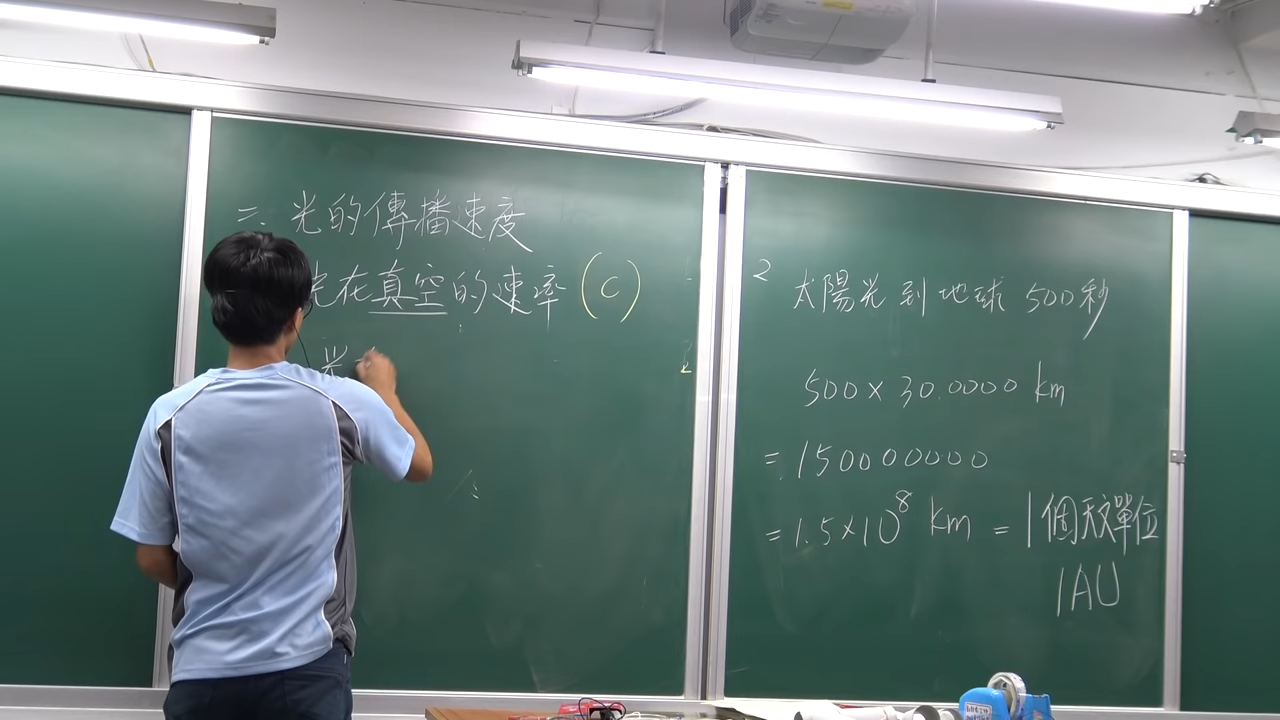 二. 光的傳播速度
光在真空的速率 (c)
光
2 太陽光到地球 500秒
500 × 30.0000 km
= 150000000
= 1.5×10⁸ km = 1個天文單位
1AU